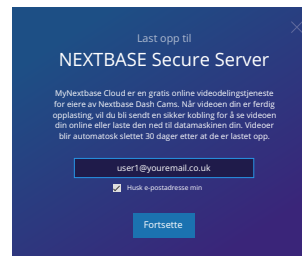 Last opp til
NEXTBASE Secure Server
MyNextbase Cloud er en gratis online videodelingstjeneste
for eiere av Nextbase Dash Cams. Når videoen din er ferdig
opplasting, vil du bli sendt en sikker kobling for å se videoen
din online eller laste den ned til datamaskinen din. Videoer
blir automatosk slettet 30 dager etter at de er lastet opp.
user1@youremail.co.uk
Husk e-postadresse min
Fortsette